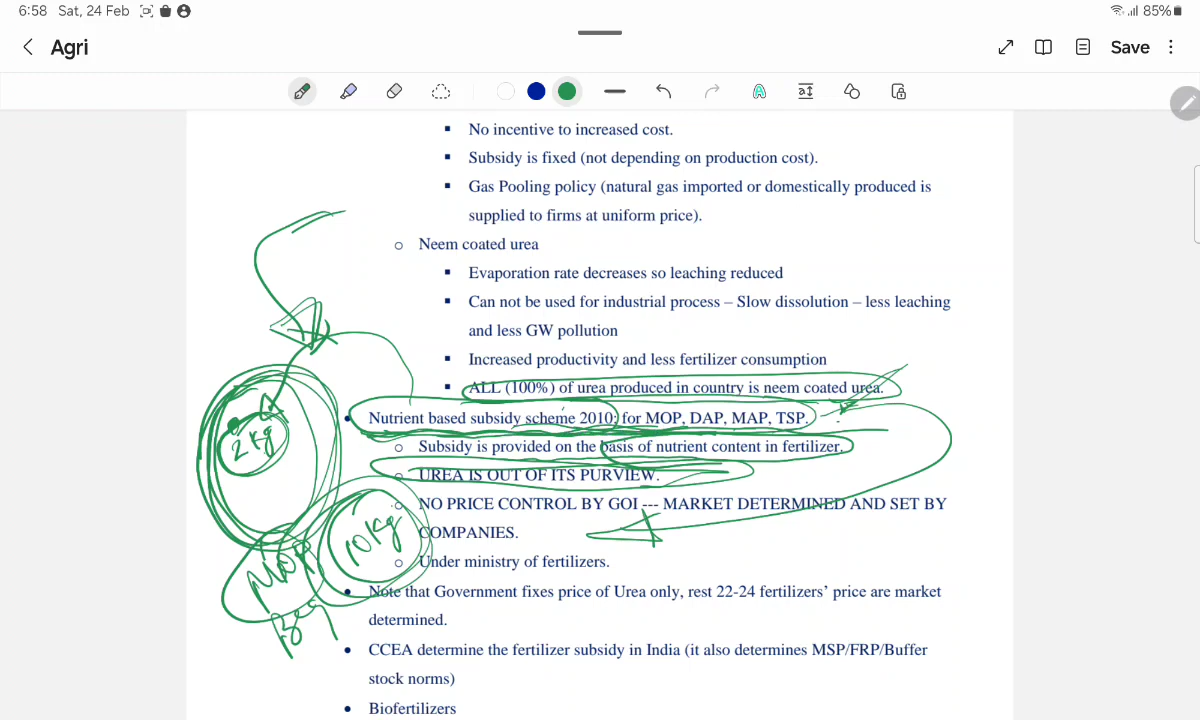 6:58 Sat, 24 Feb 85%
Agri Save
▪ No incentive to increased cost.
▪ Subsidy is fixed (not depending on production cost).
▪ Gas Pooling policy (natural gas imported or domestically produced is
supplied to firms at uniform price).
o Neem coated urea
▪ Evaporation rate decreases so leaching reduced
▪ Can not be used for industrial process – Slow dissolution – less leaching
and less GW pollution
▪ Increased productivity and less fertilizer consumption
▪ ALL (100%) of urea produced in country is neem coated urea.
• Nutrient based subsidy scheme 2010: for MOP, DAP, MAP, TSP.
2 kg
o Subsidy is provided on the basis of nutrient content in fertilizer.
o UREA IS OUT OF ITS PURVIEW.
o NO PRICE CONTROL BY GOI --- MARKET DETERMINED AND SET BY
COMPANIES.
10 Kg
MOP
o Under ministry of fertilizers.
• Note that Government fixes price of Urea only, rest 22-24 fertilizers’ price are market
determined.
• CCEA determine the fertilizer subsidy in India (it also determines MSP/FRP/Buffer
stock norms)
• Biofertilizers